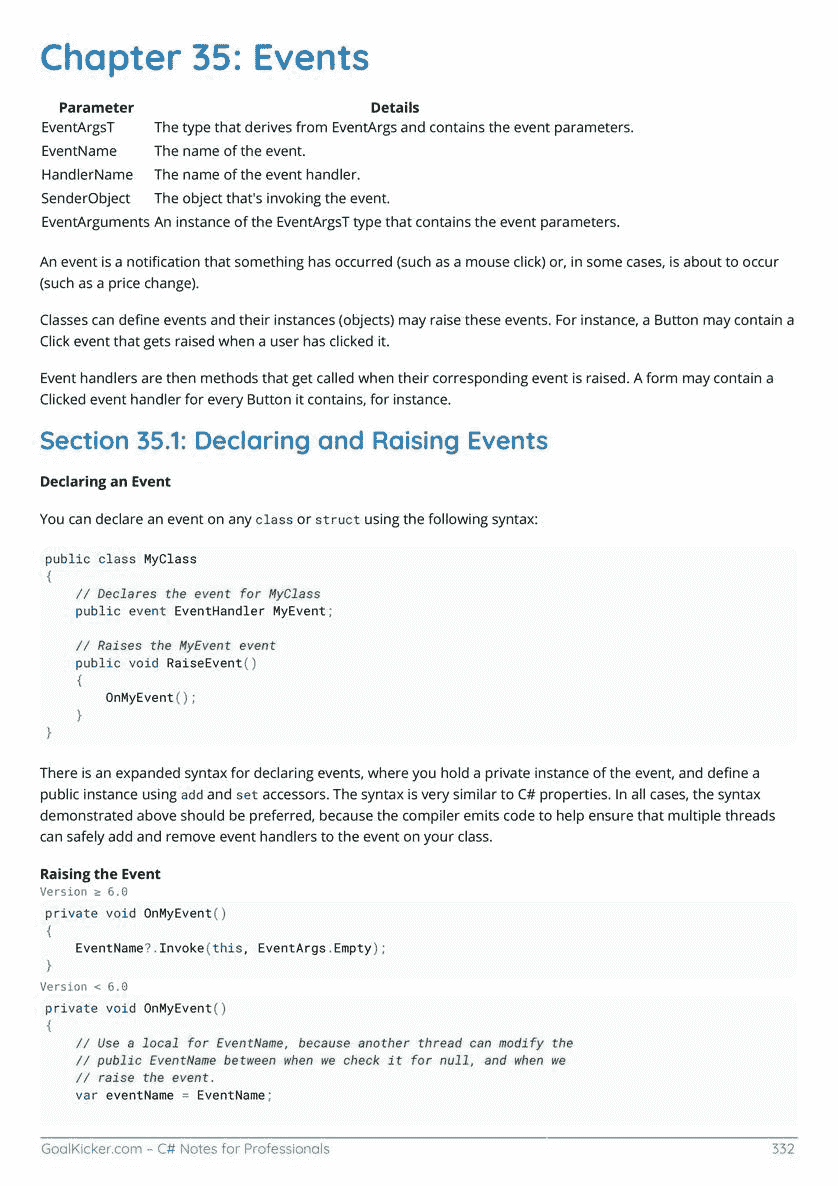 Chapter 35: Events
Parameter Details
EventArgsT The type that derives from EventArgs and contains the event parameters.
EventName The name of the event.
HandlerName The name of the event handler.
SenderObject The object that's invoking the event.
EventArguments An instance of the EventArgsT type that contains the event parameters.
An event is a notification that something has occurred (such as a mouse click) or, in some cases, is about to occur
(such as a price change).
Classes can define events and their instances (objects) may raise these events. For instance, a Button may contain a
Click event that gets raised when a user has clicked it.
Event handlers are then methods that get called when their corresponding event is raised. A form may contain a
Clicked event handler for every Button it contains, for instance.
Section 35.1: Declaring and Raising Events
Declaring an Event
You can declare an event on any class or struct using the following syntax:
public class MyClass
{
    // Declares the event for MyClass
    public event EventHandler MyEvent;
    // Raises the MyEvent event
    public void RaiseEvent()
    {
        OnMyEvent();
    }
}
There is an expanded syntax for declaring events, where you hold a private instance of the event, and define a
public instance using add and set accessors. The syntax is very similar to C# properties. In all cases, the syntax
demonstrated above should be preferred, because the compiler emits code to help ensure that multiple threads
can safely add and remove event handlers to the event on your class.
Raising the Event
Version ≥ 6.0
private void OnMyEvent()
{
    EventName?.Invoke(this, EventArgs.Empty);
}
Version < 6.0
private void OnMyEvent()
{
    // Use a local for EventName, because another thread can modify the
    // public EventName between when we check it for null, and when we
    // raise the event.
    var eventName = EventName;
GoalKicker.com – C# Notes for Professionals 332